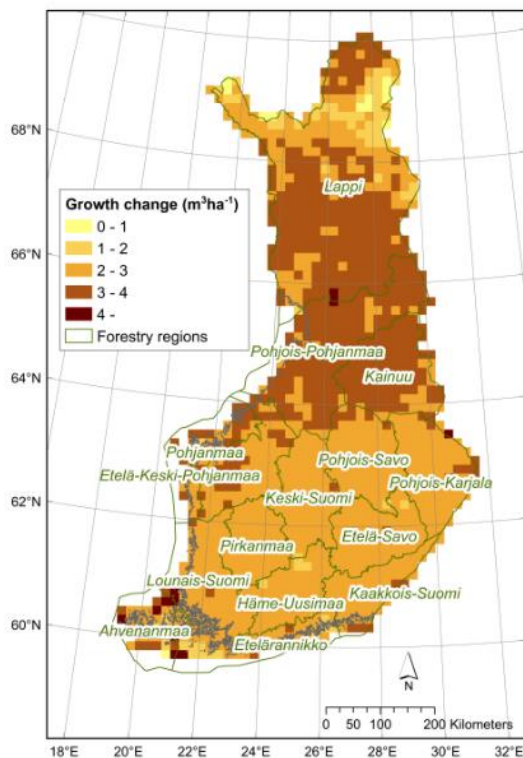 68°N
66°N
64°N
62°N
60°N
18°E
20°E
22°E
24°E
26°E
28°E
30°E
32°E
Growth change (m³ha⁻¹)
0 - 1
1 - 2
2 - 3
3 - 4
4 -
Forestry regions
Lappi
Pohjois-Pohjanmaa
Kainuu
Pohjanmaa
Etelä-Keski-Pohjanmaa
Pohjois-Savo
Keski-Suomi
Pohjois-Karjala
Pirkanmaa
Etelä-Savo
Lounais-Suomi
Häme-Uusimaa
Kaakkois-Suomi
Ahvenanmaa
Etelärannikko
N
0 50 100 200 Kilometers